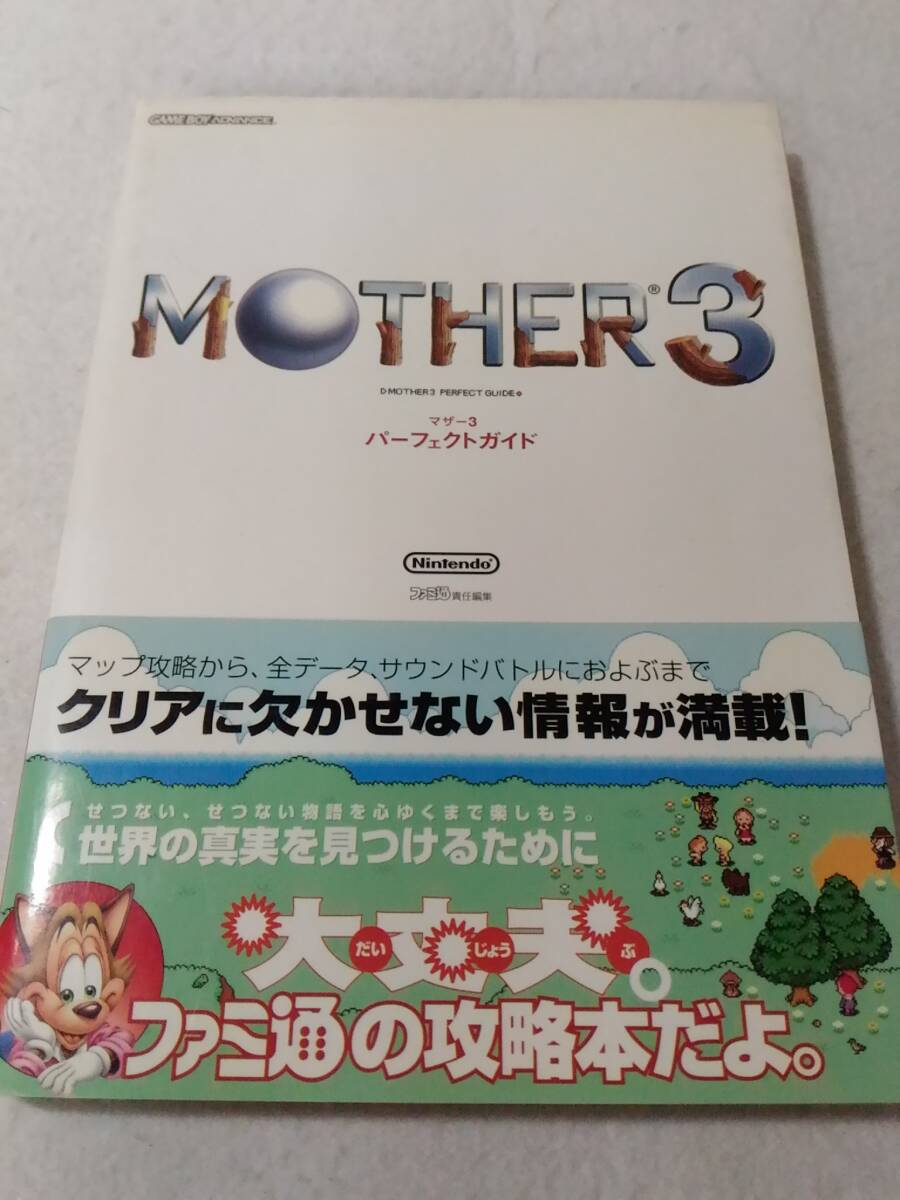 GAME BOY ADVANCE
MOTHER®3
MOTHER3 PERFECT GUIDE
マザー3
パーフェクトガイド
Nintendo®
ファミ通責任編集
マップ攻略から、全データ、サウンドバトルにおよぶまで
クリアに欠かせない情報が満載！
せつない、せつない物語を心ゆくまで楽しもう。
世界の真実を見つけるために
大丈夫。
だい じょう ぶ
ファミ通の攻略本だよ。